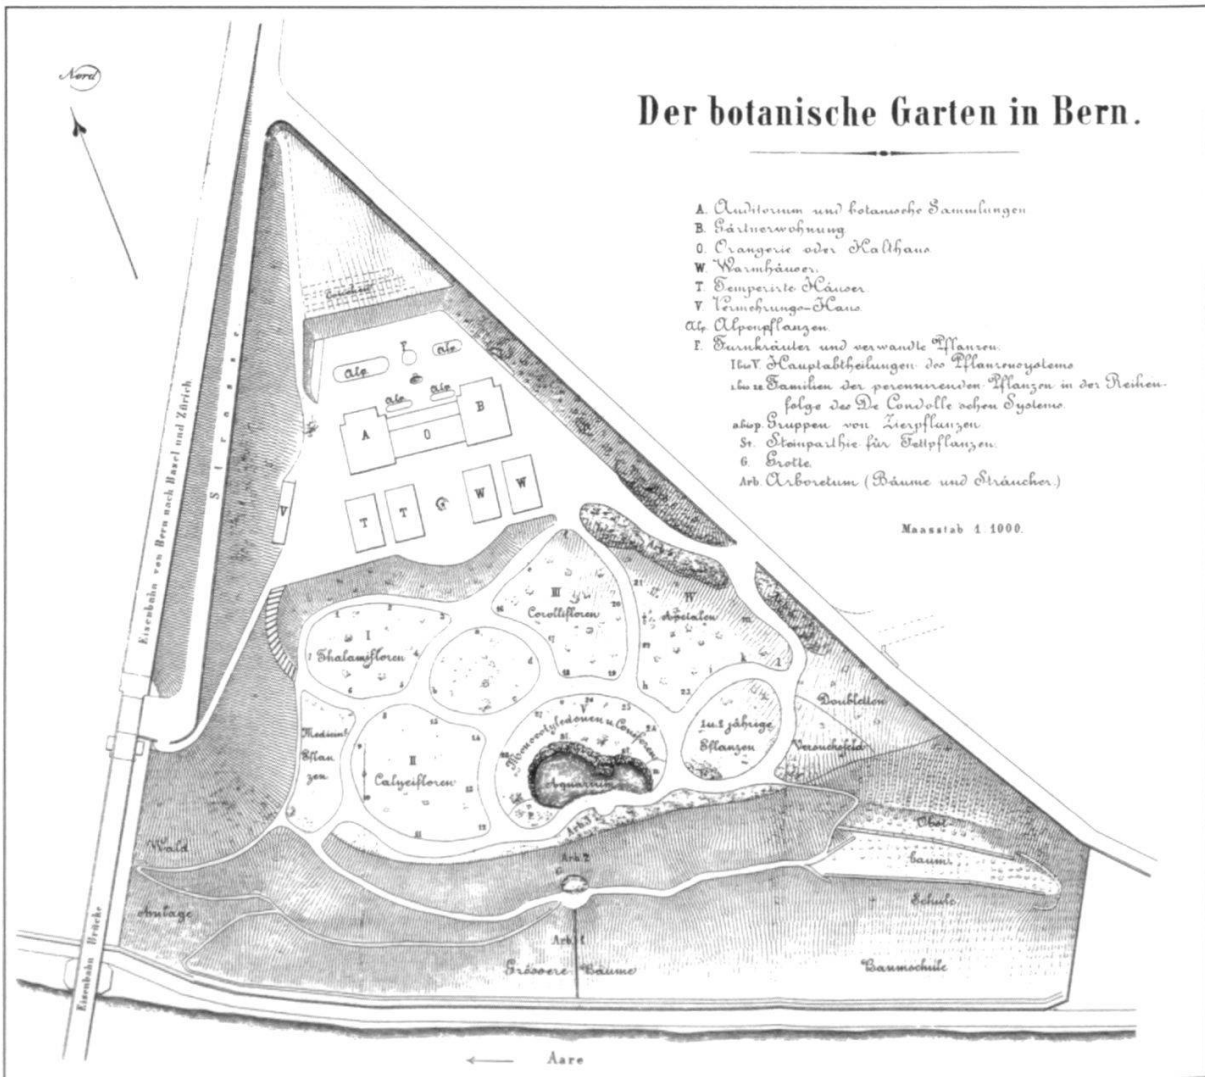 Nord
Der botanische Garten in Bern.
A. Auditorium und botanische Sammlungen
B. Gärtnerwohnung
O. Orangerie oder Kalthaus
W. Warmhäuser.
T. Temperirte Häuser.
V. Vermehrungs-Haus
Alp. Alpenpflanzen.
F. Farnkräuter und verwandte Pflanzen.
I bis V. Hauptabtheilungen des Pflanzensystems
1 bis 28 Familien der perennirenden Pflanzen in der Reihen-
folge des De Candolle'schen Systems.
a bis p. Gruppen von Zierpflanzen
St. Steinparthie für Fettpflanzen.
G. Grotte.
Arb. Arboretum (Bäume und Sträucher.)
Maasstab 1:1000.
Eisenbahn von Bern nach Basel und Zürich
Strasse
F
Alp.
Alp.
Alp.
Alp.
A
O
B
V
T
T
W
W
III
Corollifloren
IV
Apetalen
I
Thalamifloren
Medicinal
Pflan
zen
II
Calycifloren
V
Monocotyledonen u. Coniferen
Aquarium
1 u. 2 jährige
Pflanzen
Doubletten
Versuchsfeld
Wald
Anlage
Arb. 2
G
Arb. 1
Grössere Bäume
Obst
baum
Schule
Baumschule
Eisenbahn Brücke
Aare